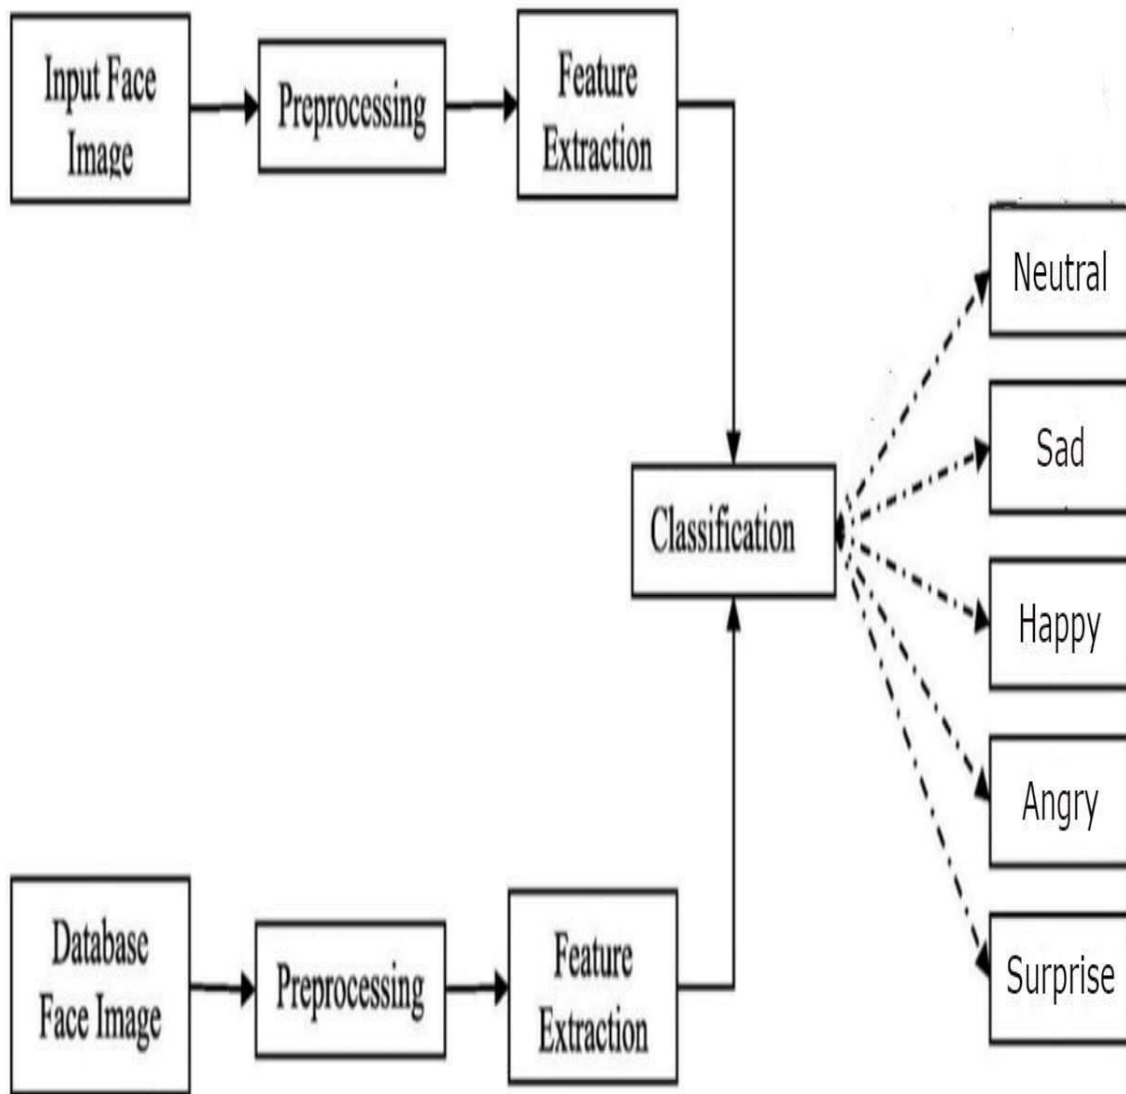 Input Face
Image
Preprocessing
Feature
Extraction
Neutral
Sad
Classification
Happy
Angry
Database
Face Image
Preprocessing
Feature
Extraction
Surprise